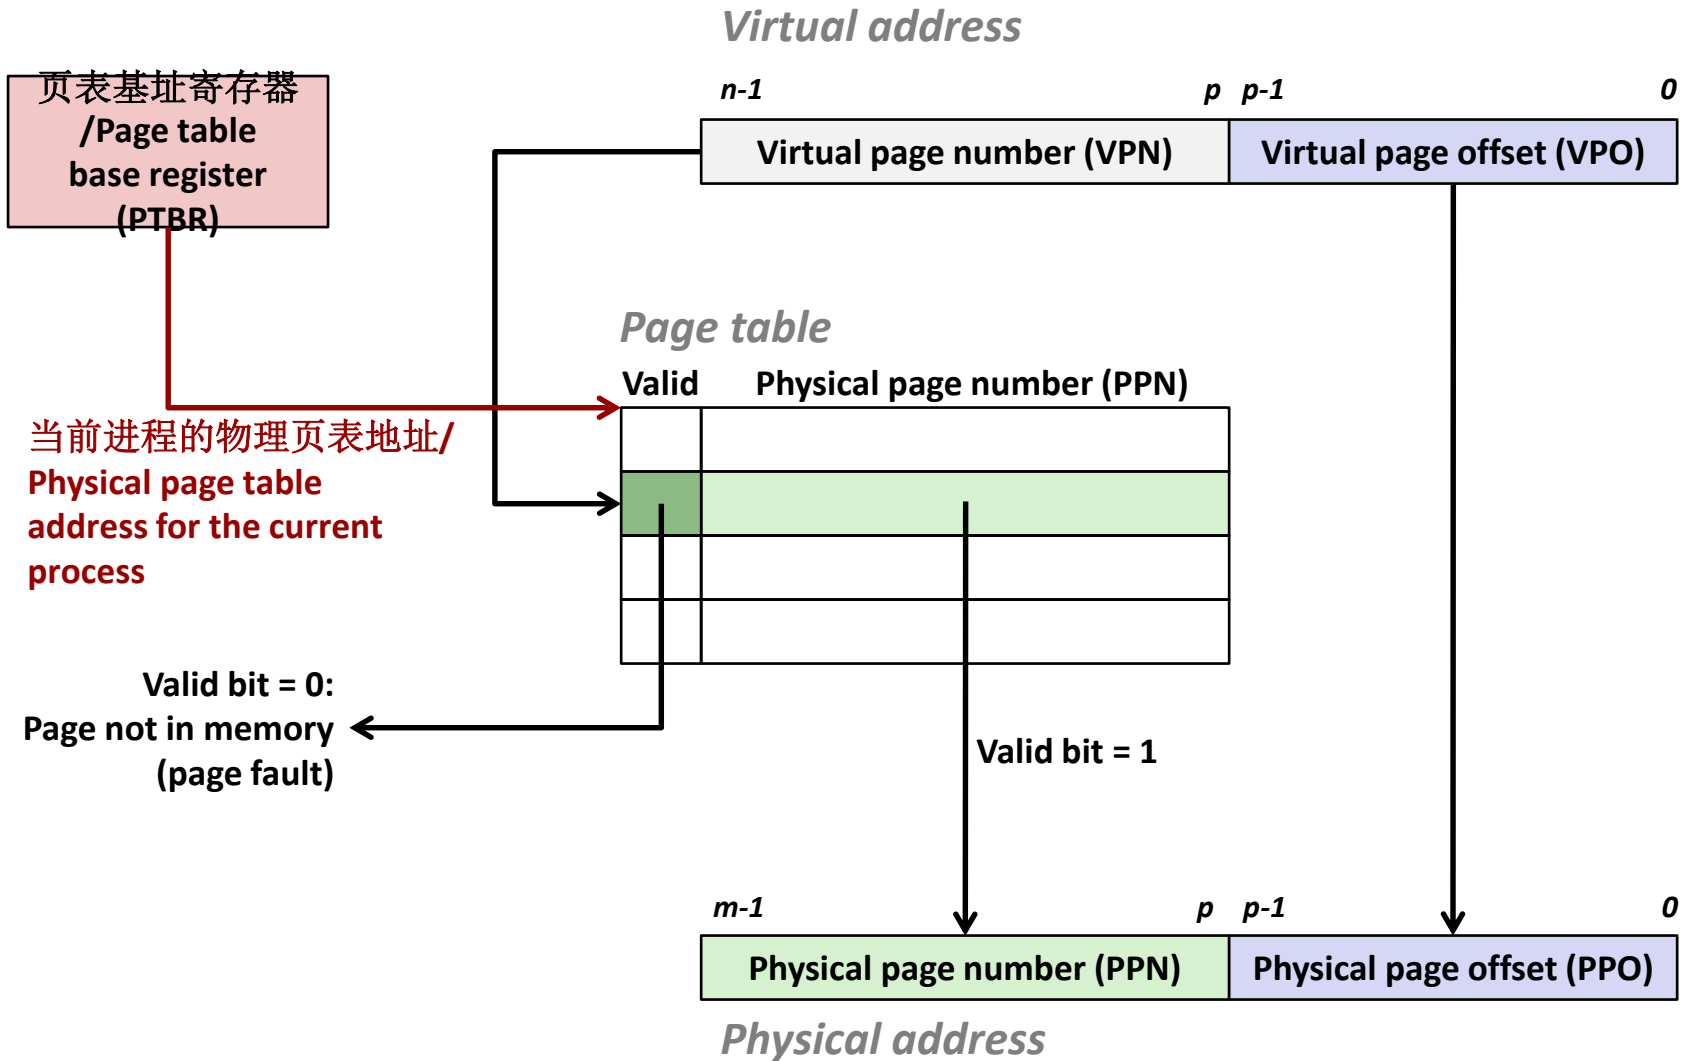 Virtual address
页表基址寄存器
/Page table
base register
(PTBR)
n-1 p p-1 0
Virtual page number (VPN) Virtual page offset (VPO)
Page table
Valid Physical page number (PPN)
当前进程的物理页表地址/
Physical page table
address for the current
process
Valid bit = 0:
Page not in memory
(page fault)
Valid bit = 1
m-1 p p-1 0
Physical page number (PPN) Physical page offset (PPO)
Physical address